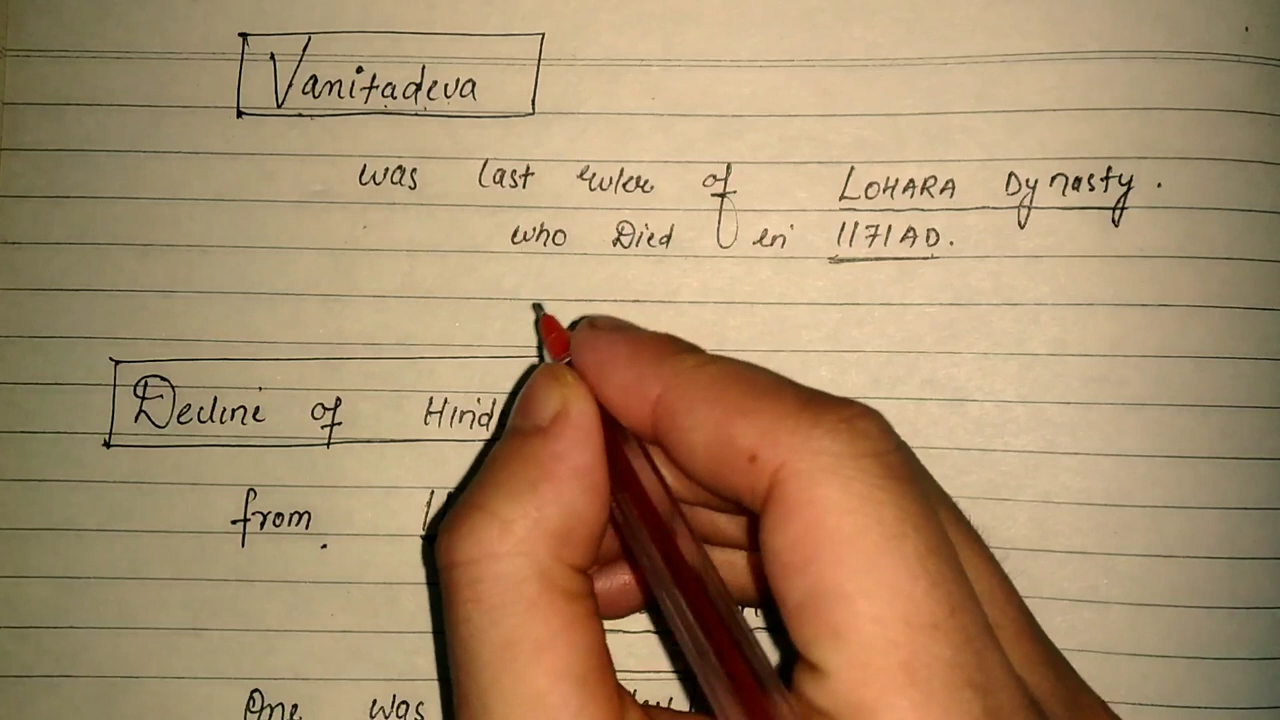 Vanitadeva
was last ruler of LOHARA Dynasty.
who Died in 1171AD.
Decline of Hind
from
One was